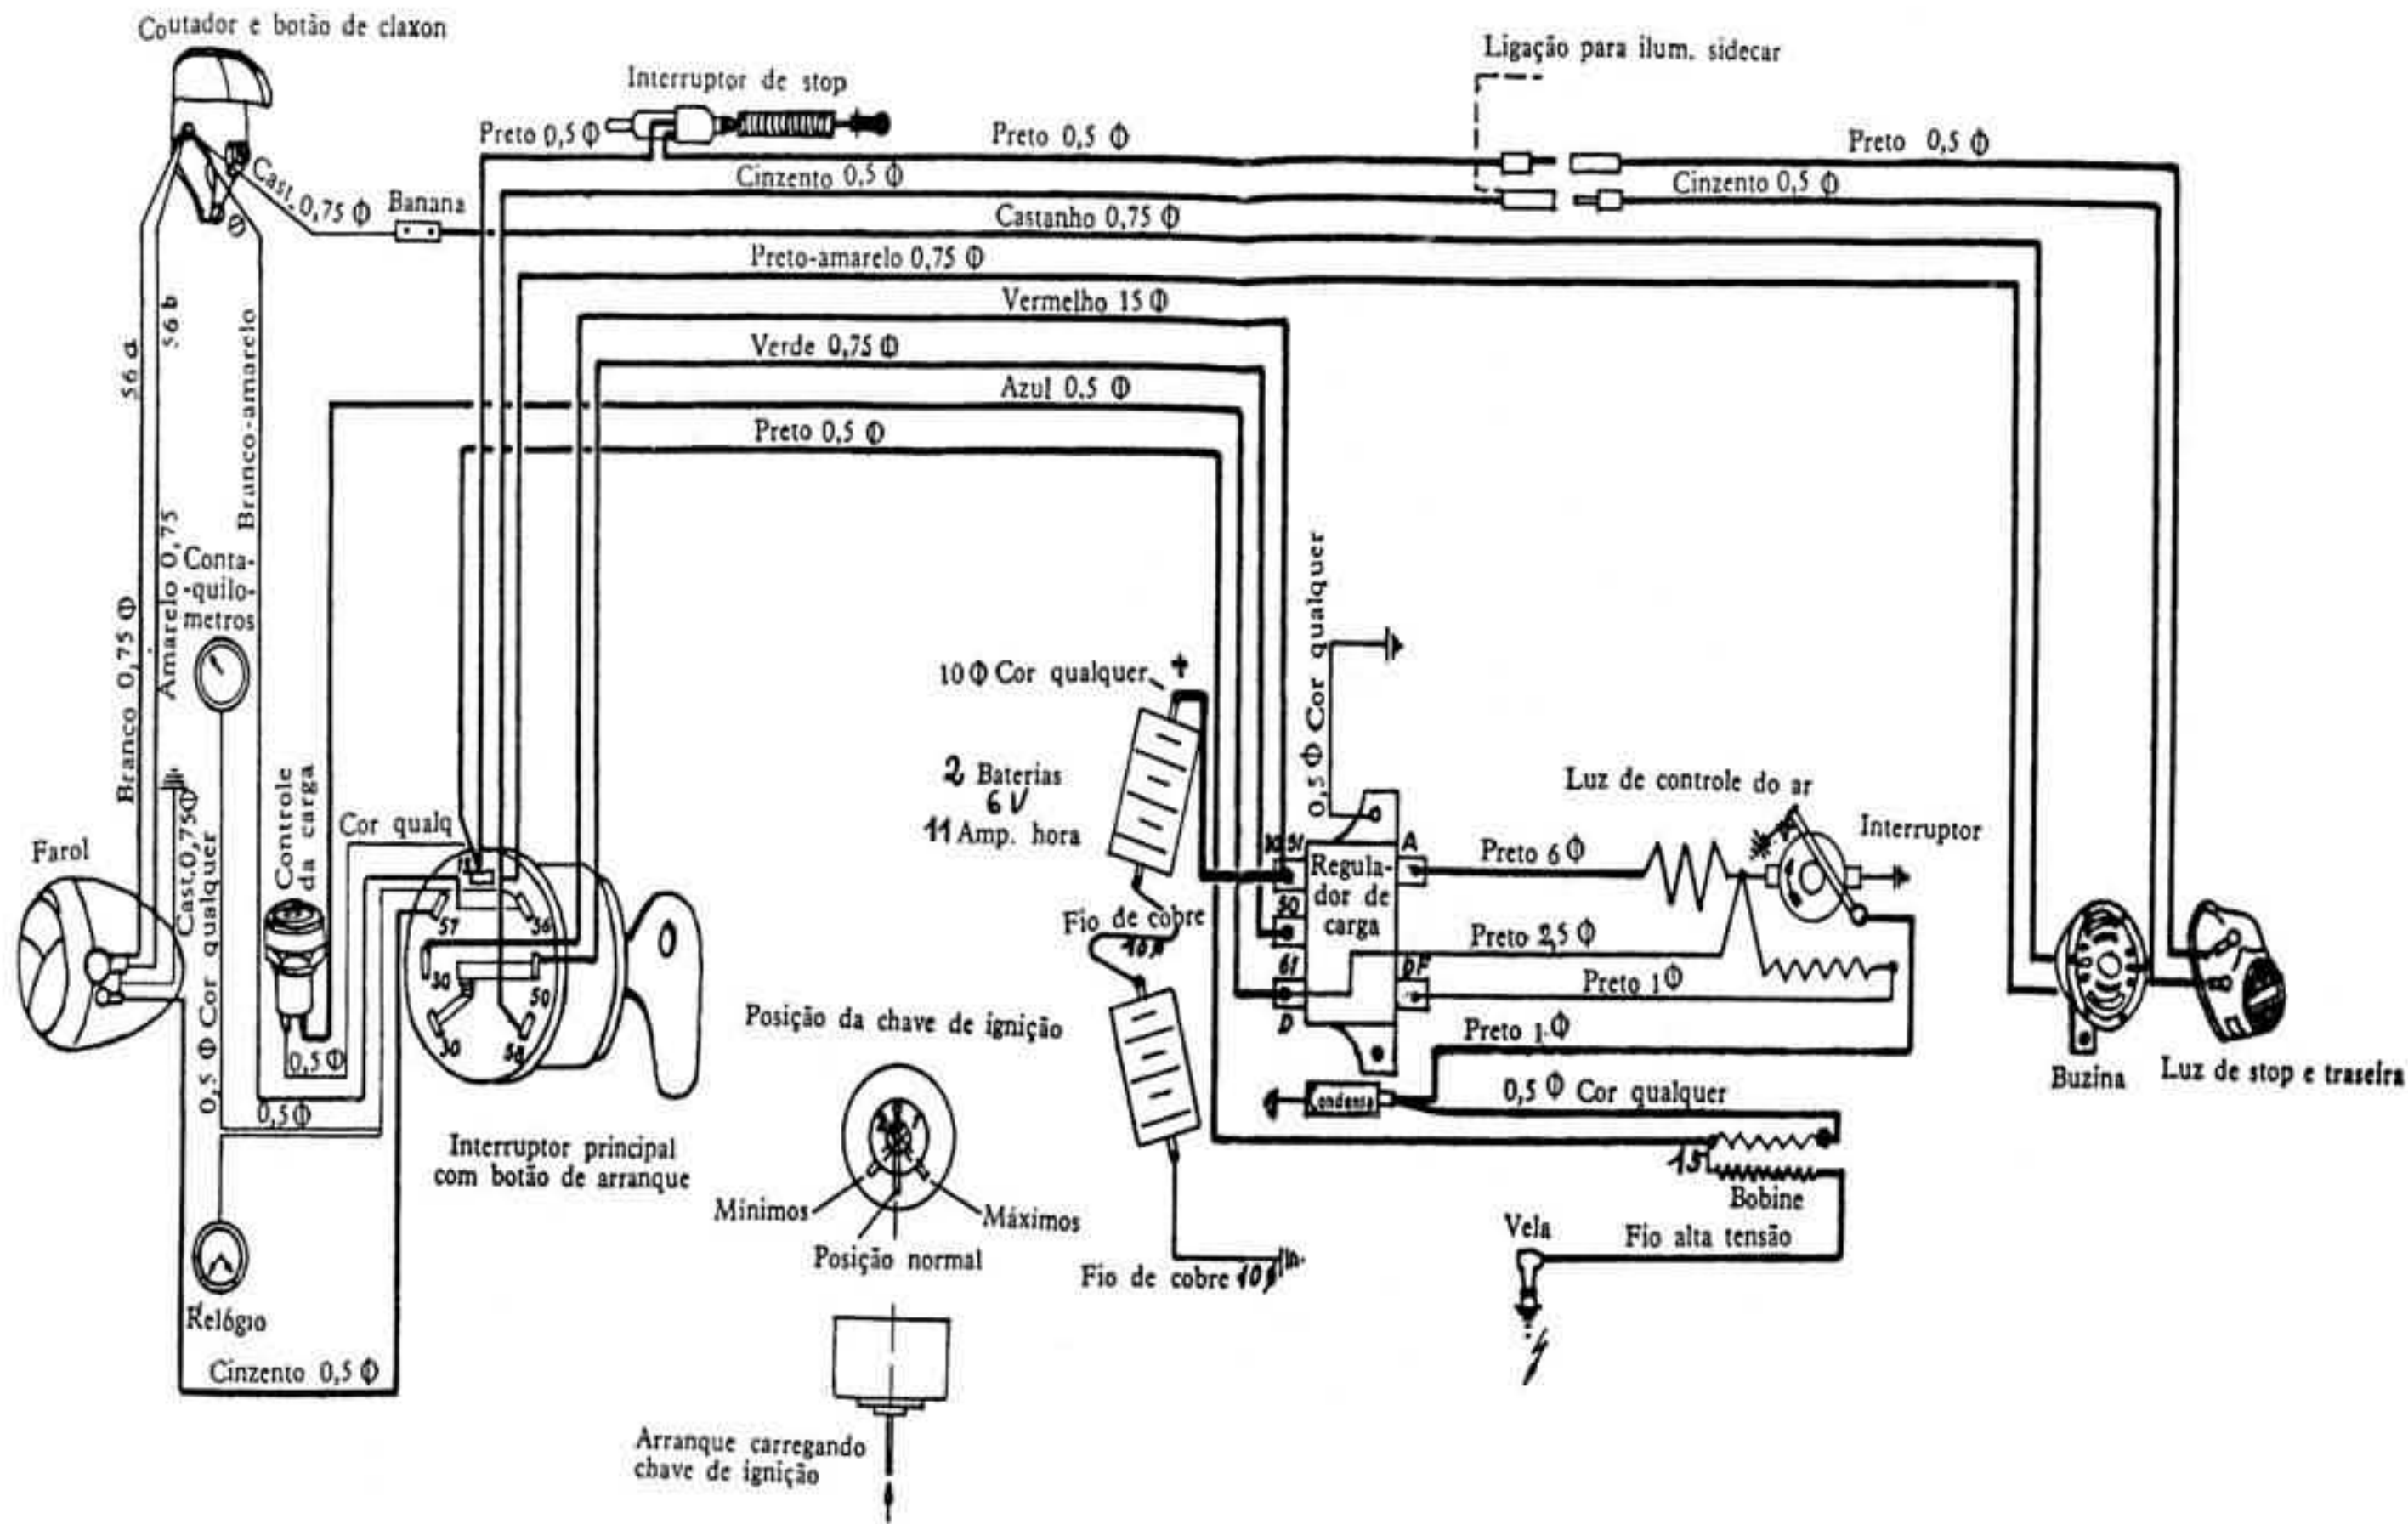 Coutador e botão de claxon
Interruptor de stop
Ligação para ilum. sidecar
Preto 0,5 Φ
Preto 0,5 Φ
Preto 0,5 Φ
Cast. 0,75 Φ
Φ
Banana
Cinzento 0,5 Φ
Cinzento 0,5 Φ
Castanho 0,75 Φ
Preto-amarelo 0,75 Φ
Vermelho 15 Φ
Verde 0,75 Φ
Azul 0,5 Φ
Preto 0,5 Φ
56 a
56 b
Branco-amarelo
Branco 0,75 Φ
Amarelo 0,75
Conta-
-quilo-
metros
Cast. 0,75 Φ
0,5 Φ Cor qualquer
Controle
da carga
Cor qualq
Farol
0,5 Φ
0,5 Φ
15
57
56
30
50
30
58
Interruptor principal
com botão de arranque
Relógio
Cinzento 0,5 Φ
Posição da chave de ignição
Mínimos
Máximos
Posição normal
Arranque carregando
chave de ignição
10 Φ Cor qualquer
+
2 Baterias
6 V
11 Amp. hora
Fio de cobre
10 Φ
Fio de cobre 10 Φ
0,5 Φ Cor qualquer
51
A
50
61
D
DF
Regula-
dor de
carga
Luz de controle do ar
Interruptor
Preto 6 Φ
Preto 2,5 Φ
Preto 1 Φ
Preto 1 Φ
0,5 Φ Cor qualquer
15
Bobine
Vela
Fio alta tensão
Buzina
Luz de stop e traseira